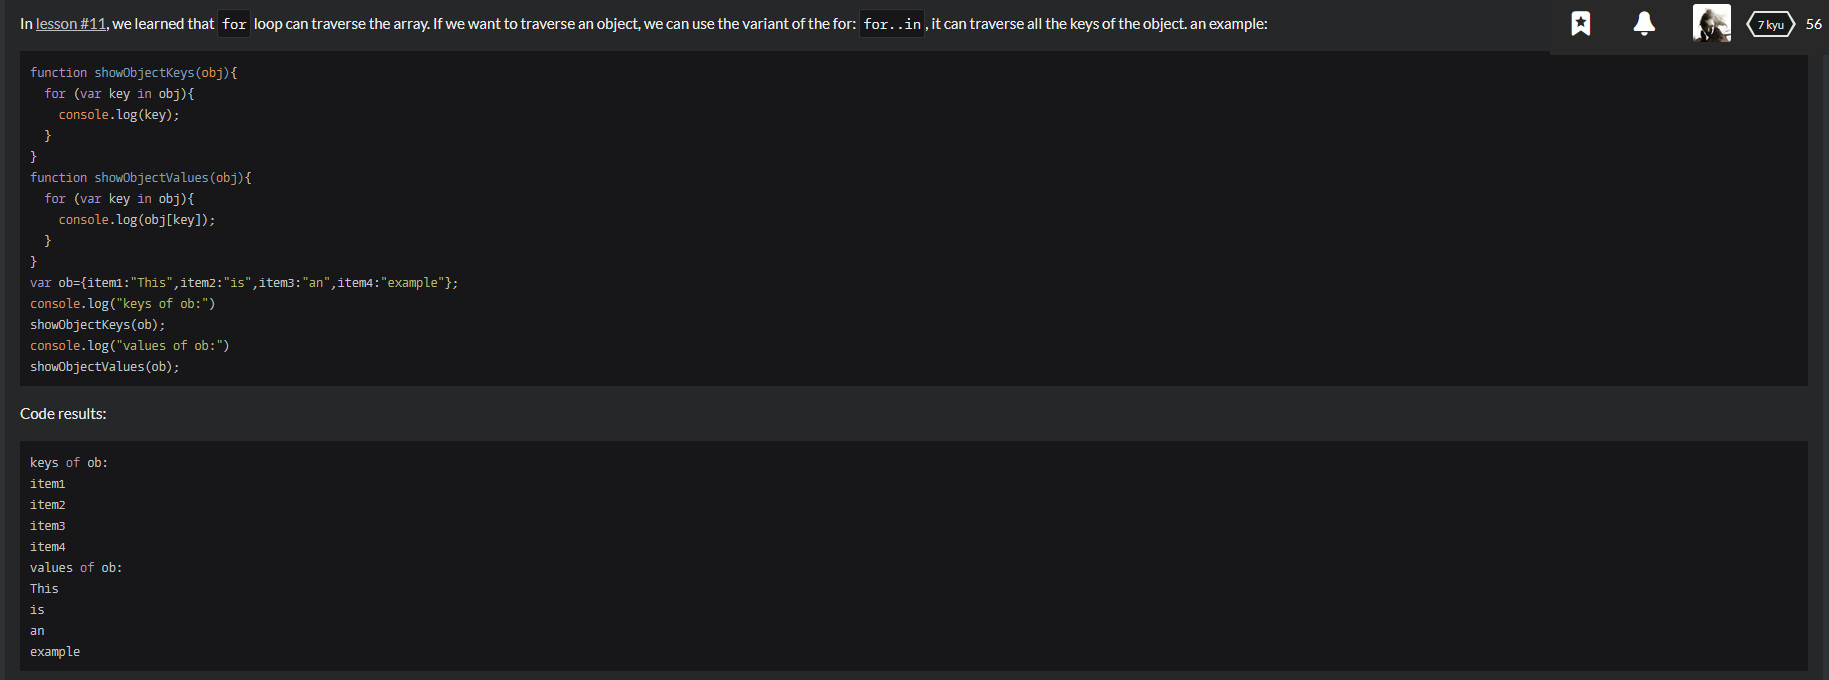 In lesson #11, we learned that for loop can traverse the array. If we want to traverse an object, we can use the variant of the for: for..in, it can traverse all the keys of the object. an example:
7 kyu 56
function showObjectKeys(obj){
  for (var key in obj){
    console.log(key);
  }
}
function showObjectValues(obj){
  for (var key in obj){
    console.log(obj[key]);
  }
}
var ob={item1:"This",item2:"is",item3:"an",item4:"example"};
console.log("keys of ob:")
showObjectKeys(ob);
console.log("values of ob:")
showObjectValues(ob);
Code results:
keys of ob:
item1
item2
item3
item4
values of ob:
This
is
an
example